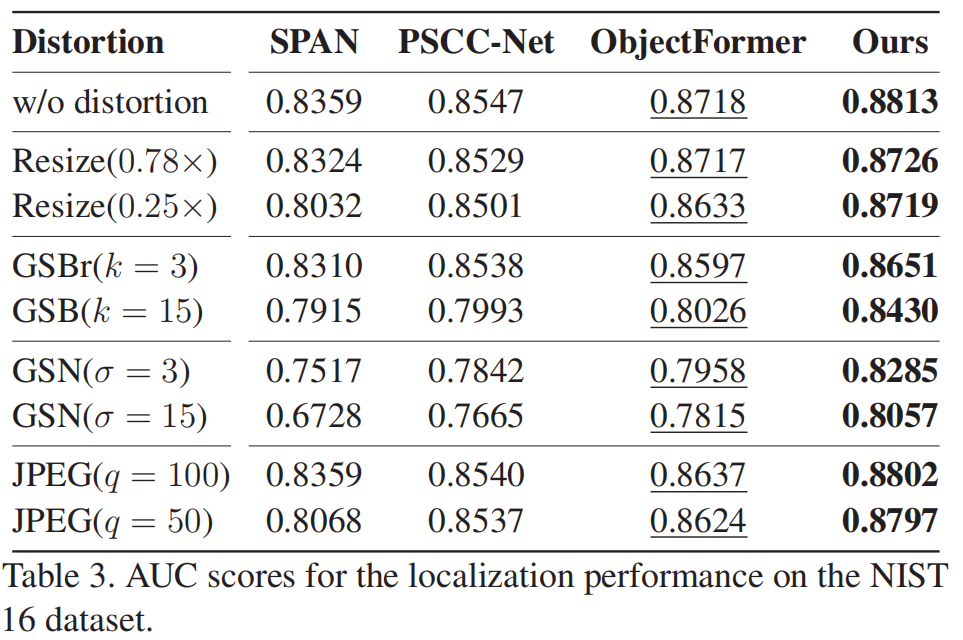 Distortion SPAN PSCC-Net ObjectFormer Ours
w/o distortion 0.8359 0.8547 0.8718 0.8813
Resize(0.78×) 0.8324 0.8529 0.8717 0.8726
Resize(0.25×) 0.8032 0.8501 0.8633 0.8719
GSBr(k = 3) 0.8310 0.8538 0.8597 0.8651
GSB(k = 15) 0.7915 0.7993 0.8026 0.8430
GSN(σ = 3) 0.7517 0.7842 0.7958 0.8285
GSN(σ = 15) 0.6728 0.7665 0.7815 0.8057
JPEG(q = 100) 0.8359 0.8540 0.8637 0.8802
JPEG(q = 50) 0.8068 0.8537 0.8624 0.8797
Table 3. AUC scores for the localization performance on the NIST
16 dataset.